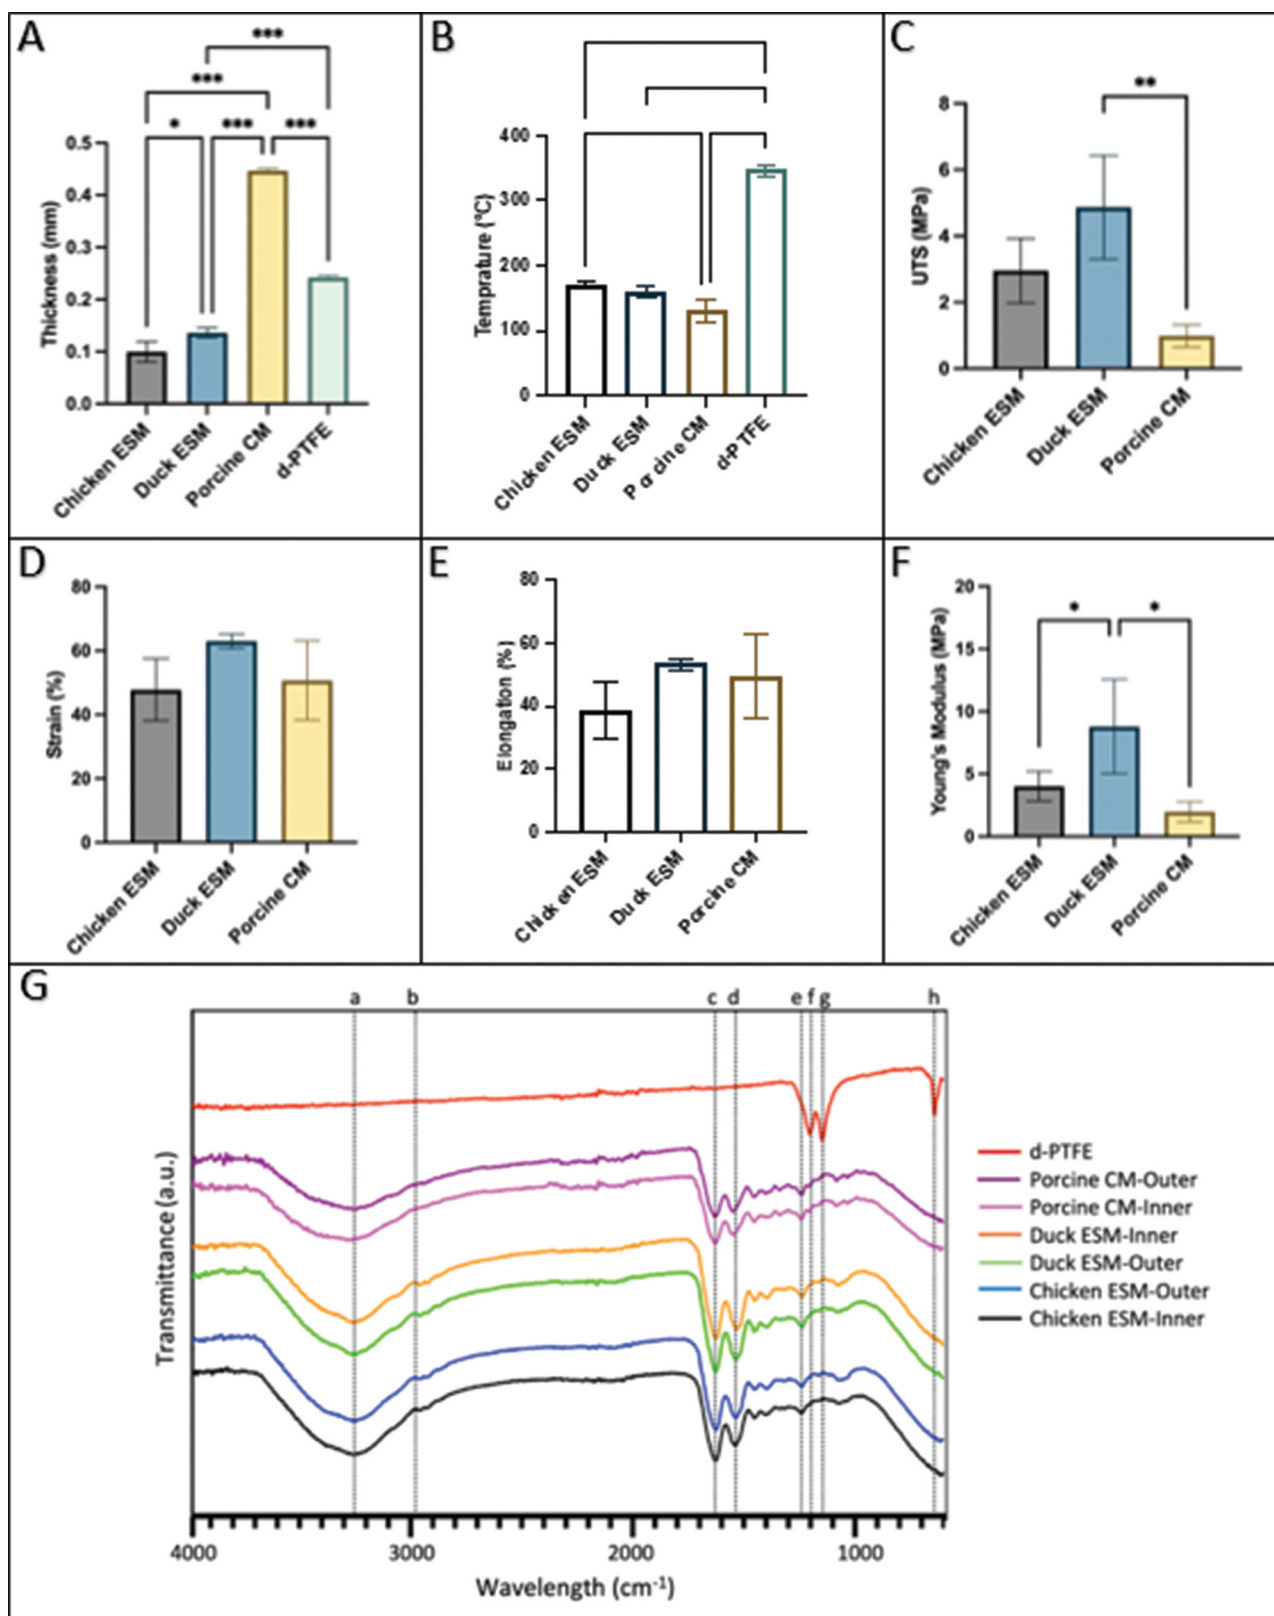 A
***
***
*
***
***
Thickness (mm)
0.5
0.4
0.3
0.2
0.1
0.0
Chicken ESM
Duck ESM
Porcine CM
d-PTFE
B
Temprature (°C)
400
300
200
100
0
Chicken ESM
Duck ESM
Porcine CM
d-PTFE
C
**
UTS (MPa)
8
6
4
2
0
Chicken ESM
Duck ESM
Porcine CM
D
Strain (%)
80
60
40
20
0
Chicken ESM
Duck ESM
Porcine CM
E
Elongation (%)
80
60
40
20
0
Chicken ESM
Duck ESM
Porcine CM
F
*
*
Young's Modulus (MPa)
20
15
10
5
0
Chicken ESM
Duck ESM
Porcine CM
G
a b c d e f g h
Transmittance (a.u.)
d-PTFE
Porcine CM-Outer
Porcine CM-Inner
Duck ESM-Inner
Duck ESM-Outer
Chicken ESM-Outer
Chicken ESM-Inner
4000 3000 2000 1000
Wavelength (cm⁻¹)